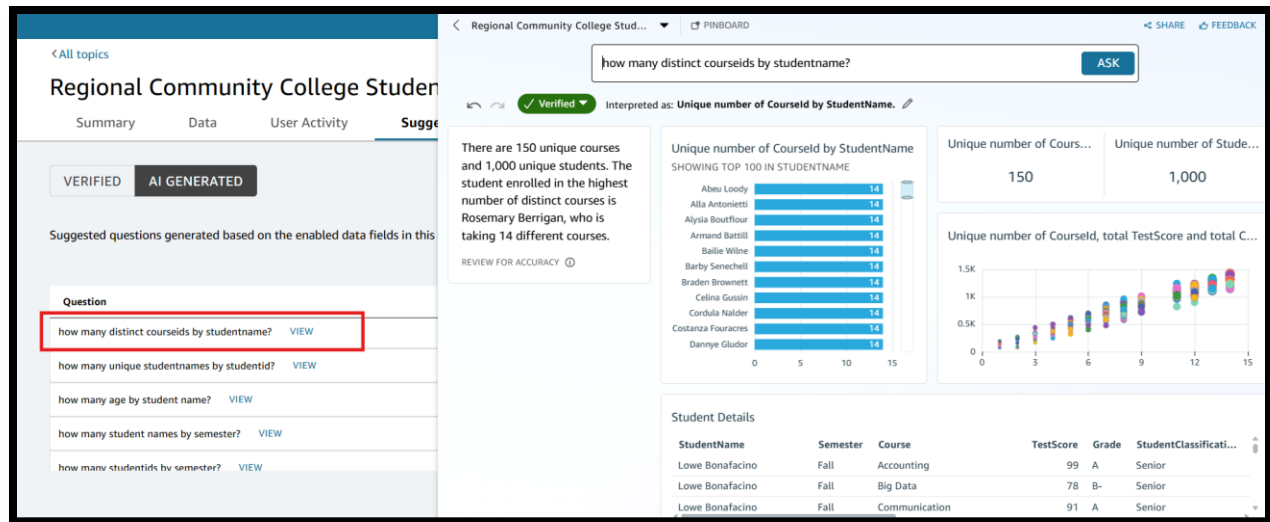 All topics
Regional Community College Studen
Summary Data User Activity Sugge
VERIFIED AI GENERATED
Suggested questions generated based on the enabled data fields in this
Question
how many distinct courseids by studentname? VIEW
how many unique studentnames by studentid? VIEW
how many age by student name? VIEW
how many student names by semester? VIEW
how many studentids by semester? VIEW
Regional Community College Stud... PINBOARD SHARE FEEDBACK
how many distinct courseids by studentname? ASK
Verified Interpreted as: Unique number of CourseId by StudentName.
There are 150 unique courses
and 1,000 unique students. The
student enrolled in the highest
number of distinct courses is
Rosemary Berrigan, who is
taking 14 different courses.
REVIEW FOR ACCURACY
Unique number of CourseId by StudentName
SHOWING TOP 100 IN STUDENTNAME
Abeu Loody 14
Alla Antonietti 14
Alysia Boutflour 14
Armand Battill 14
Bailie Wilne 14
Barby Senechell 14
Braden Brownett 14
Celina Gussin 14
Cordula Nalder 14
Costanza Fouracres 14
Dannye Gludor 14
0 5 10 15
Unique number of Cours... Unique number of Stude...
150 1,000
Unique number of CourseId, total TestScore and total C...
1.5K
1K
0.5K
0
0 3 6 9 12 15
Student Details
StudentName Semester Course TestScore Grade StudentClassificati...
Lowe Bonafacino Fall Accounting 99 A Senior
Lowe Bonafacino Fall Big Data 78 B- Senior
Lowe Bonafacino Fall Communication 91 A Senior